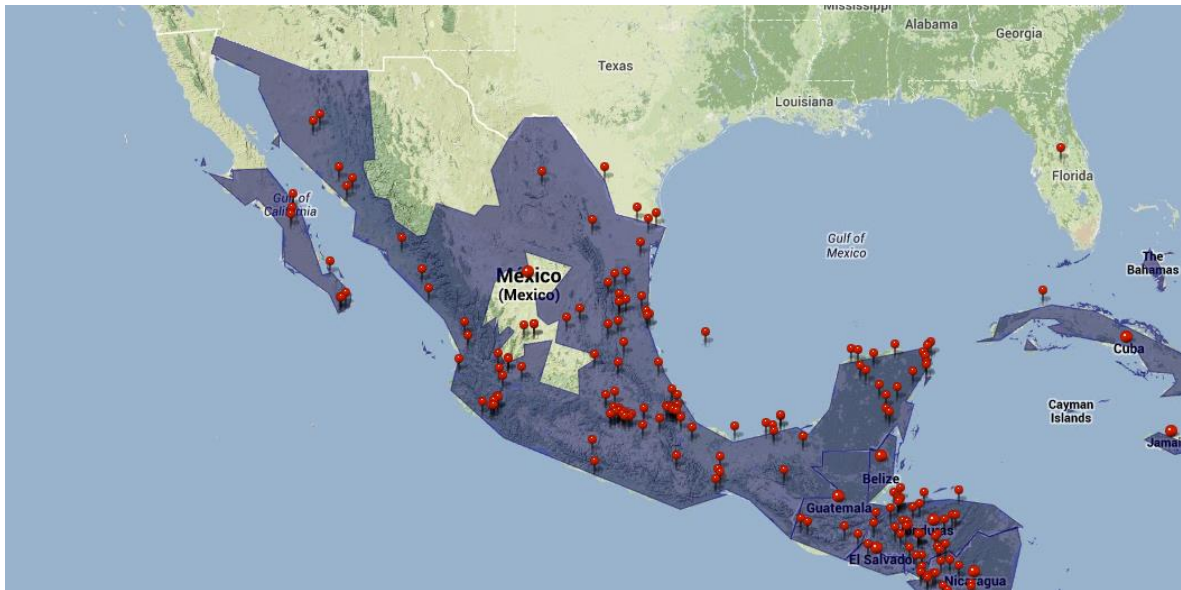 Mississippi
Alabama
Georgia
Texas
Louisiana
Florida
Gulf of
California
Gulf of
Mexico
The
Bahamas
México
(Mexico)
Cuba
Cayman
Islands
Jamai
Belize
Guatemala
El Salvador
Nicaragua